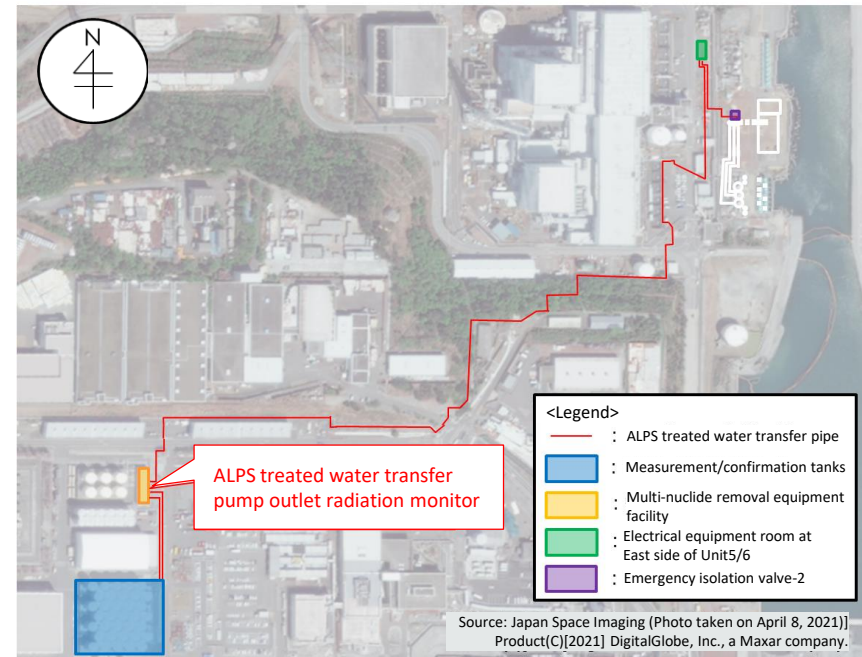 N
ALPS treated water transfer
pump outlet radiation monitor
<Legend>
: ALPS treated water transfer pipe
: Measurement/confirmation tanks
: Multi-nuclide removal equipment
facility
: Electrical equipment room at
East side of Unit5/6
: Emergency isolation valve-2
Source: Japan Space Imaging (Photo taken on April 8, 2021)]
Product(C)[2021] DigitalGlobe, Inc., a Maxar company.